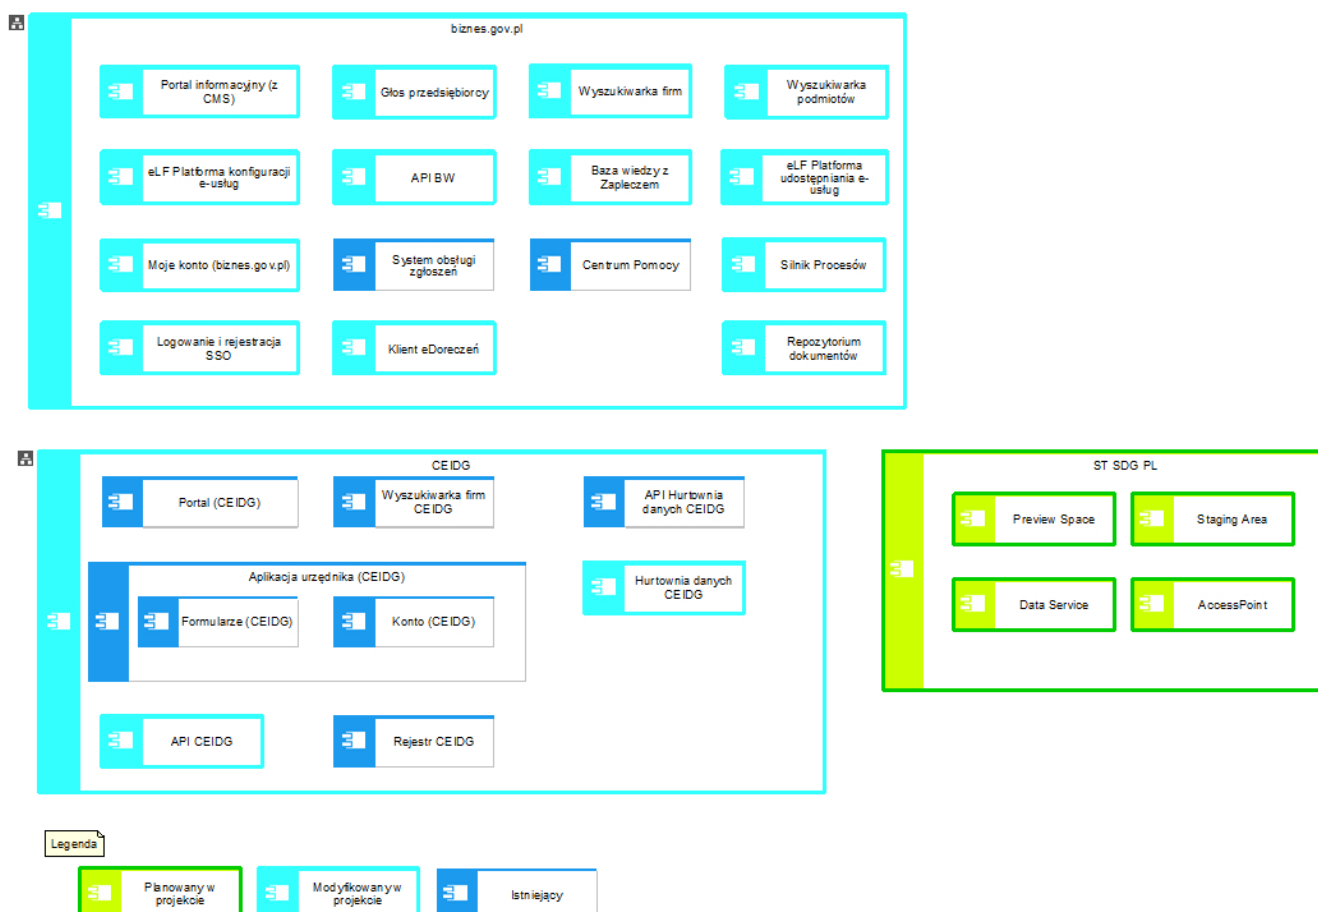 biznes.gov.pl
Portal informacyjny (z
CMS)
Głos przedsiębiorcy
Wyszukiwarka firm
Wyszukiwarka
podmiotów
eLF Platforma konfiguracji
e-usług
API BW
Baza wiedzy z
Zapleczem
eLF Platforma
udostępniania e-
usług
Moje konto (biznes.gov.pl)
System obsługi
zgłoszeń
Centrum Pomocy
Silnik Procesów
Logowanie i rejestracja
SSO
Klient eDoreczeń
Repozytorium
dokumentów
CEIDG
Portal (CEIDG)
Wyszukiwarka firm
CEIDG
API Hurtownia
danych CEIDG
Aplikacja urzędnika (CEIDG)
Formularze (CEIDG)
Konto (CEIDG)
Hurtownia danych
CEIDG
API CEIDG
Rejestr CEIDG
ST SDG PL
Preview Space
Staging Area
Data Service
AccessPoint
Legenda
Planowany w
projekcie
Modyfikowany w
projekcie
Istniejący